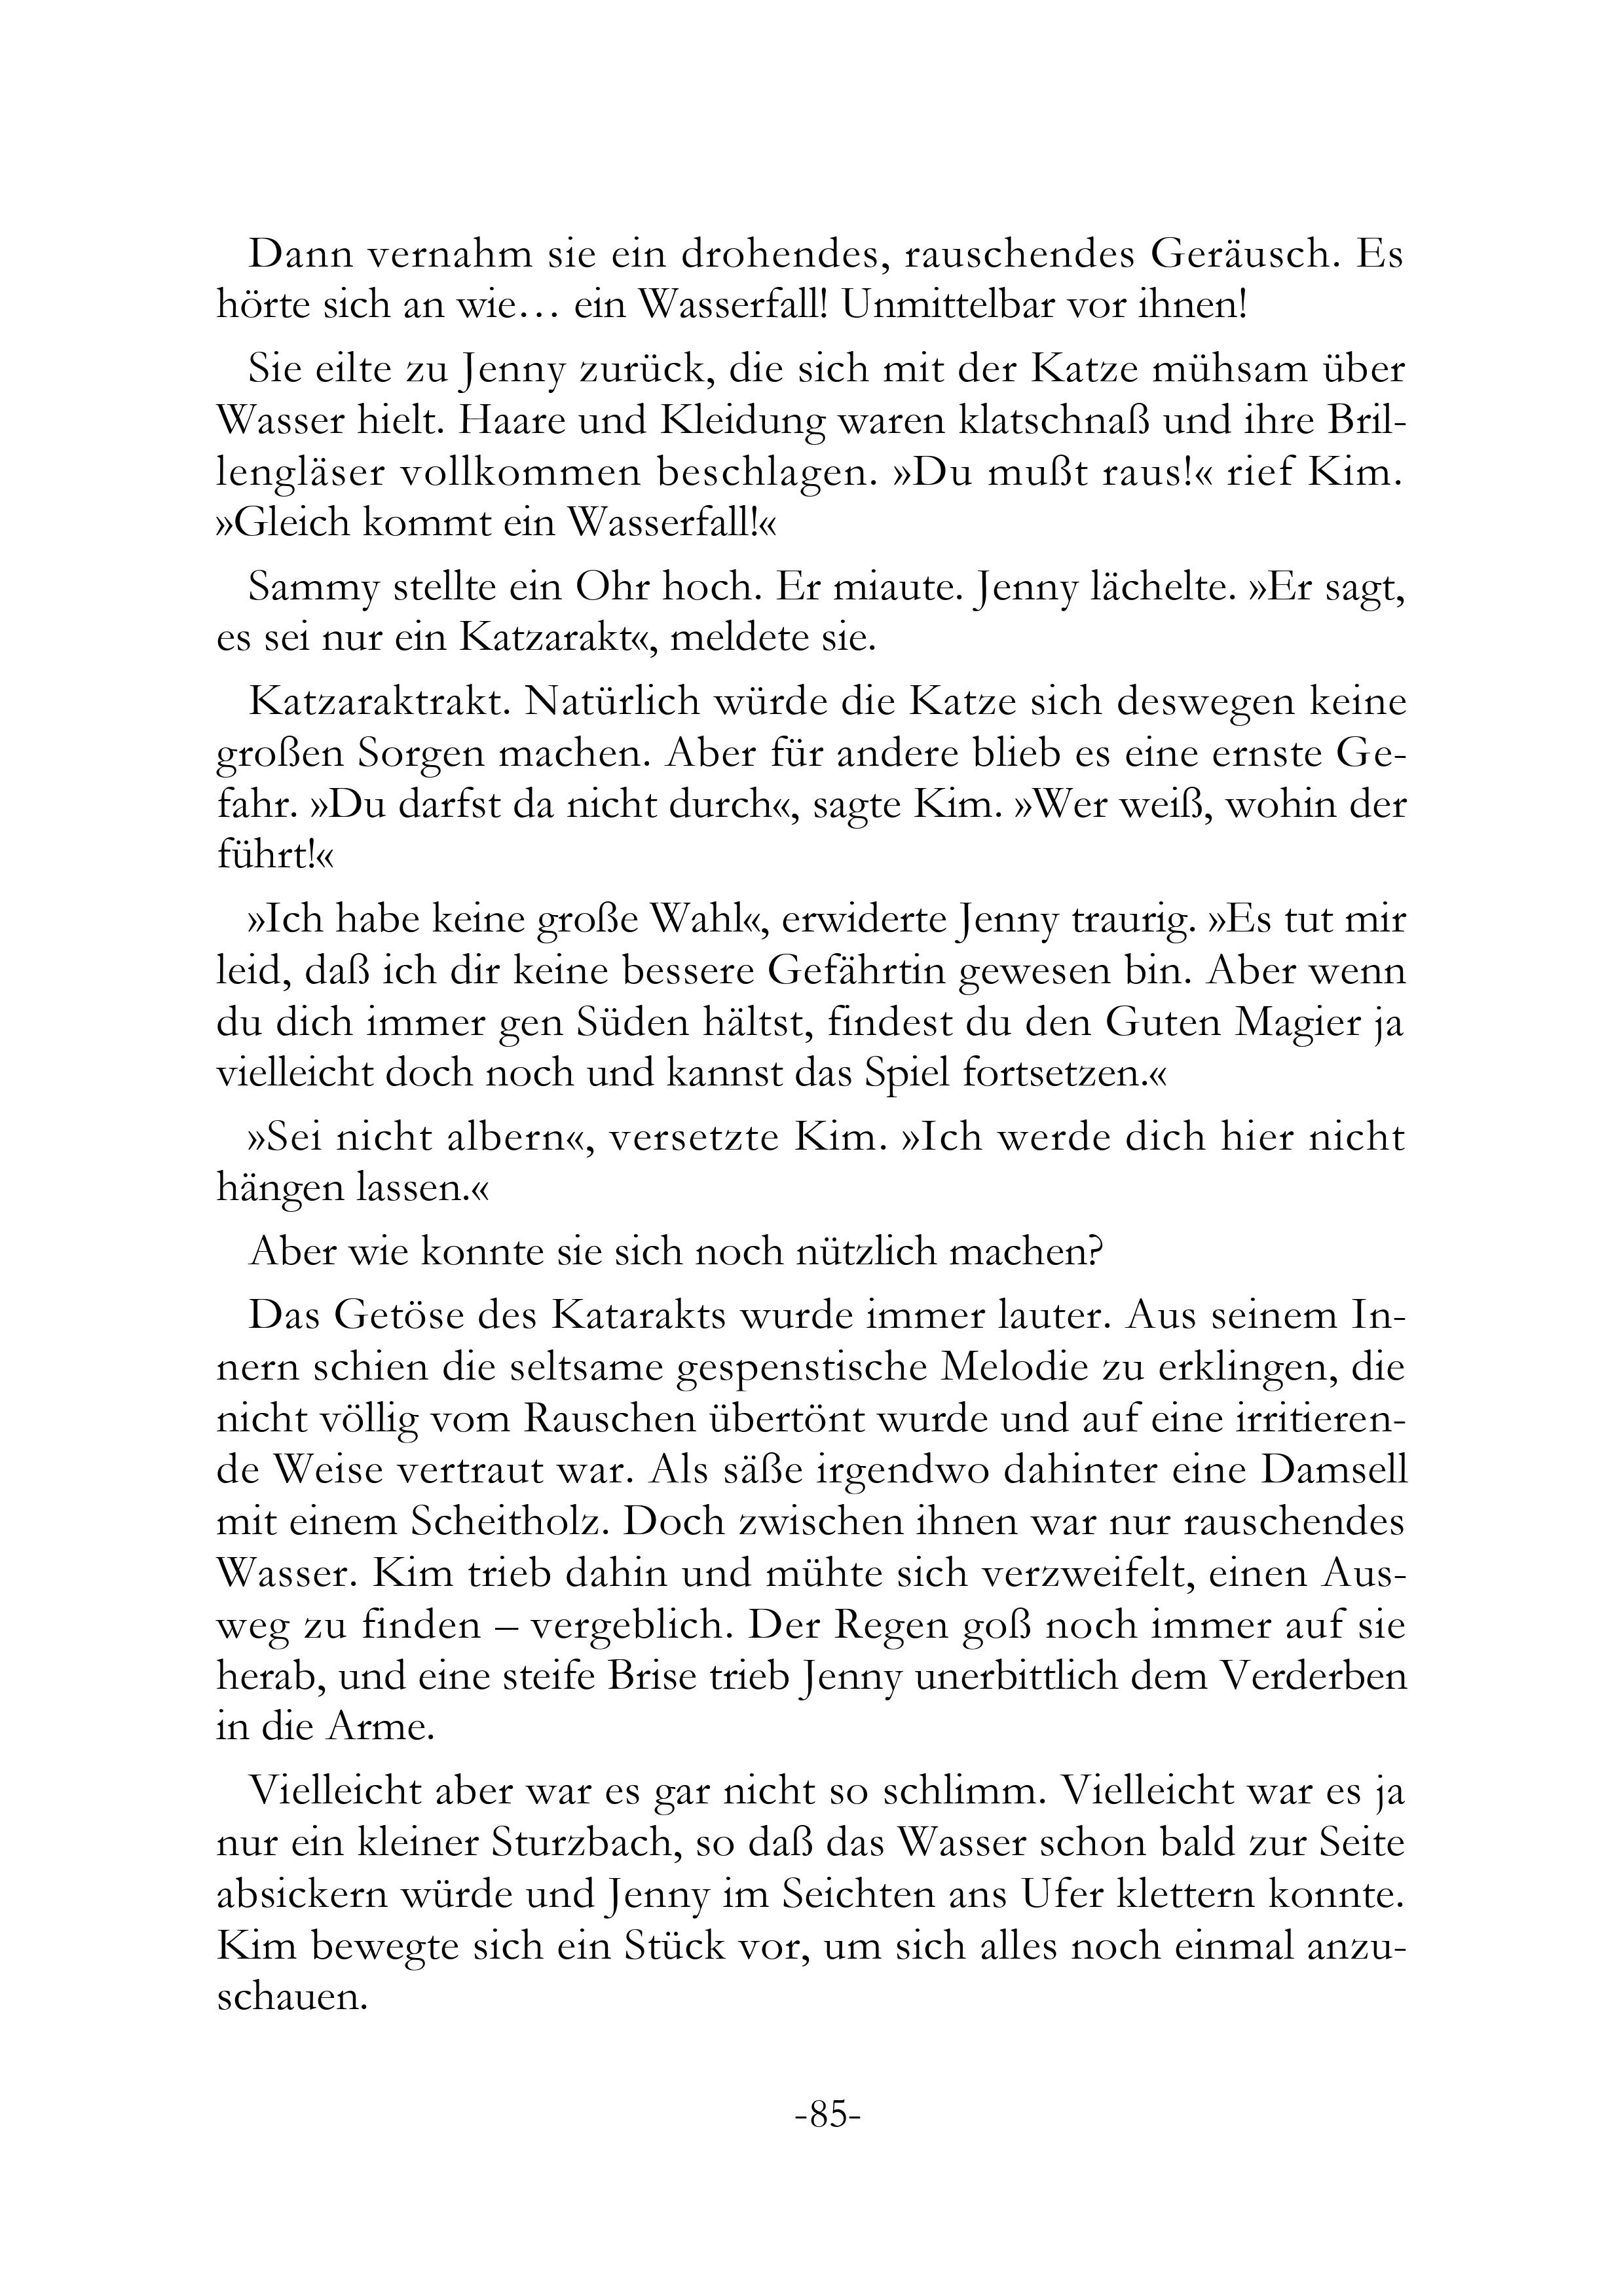 Dann vernahm sie ein drohendes, rauschendes Geräusch. Es
hörte sich an wie… ein Wasserfall! Unmittelbar vor ihnen!
Sie eilte zu Jenny zurück, die sich mit der Katze mühsam über
Wasser hielt. Haare und Kleidung waren klatschnaß und ihre Bril-
lengläser vollkommen beschlagen. »Du mußt raus!« rief Kim.
»Gleich kommt ein Wasserfall!«
Sammy stellte ein Ohr hoch. Er miaute. Jenny lächelte. »Er sagt,
es sei nur ein Katzarakt«, meldete sie.
Katzaraktrakt. Natürlich würde die Katze sich deswegen keine
großen Sorgen machen. Aber für andere blieb es eine ernste Ge-
fahr. »Du darfst da nicht durch«, sagte Kim. »Wer weiß, wohin der
führt!«
»Ich habe keine große Wahl«, erwiderte Jenny traurig. »Es tut mir
leid, daß ich dir keine bessere Gefährtin gewesen bin. Aber wenn
du dich immer gen Süden hältst, findest du den Guten Magier ja
vielleicht doch noch und kannst das Spiel fortsetzen.«
»Sei nicht albern«, versetzte Kim. »Ich werde dich hier nicht
hängen lassen.«
Aber wie konnte sie sich noch nützlich machen?
Das Getöse des Katarakts wurde immer lauter. Aus seinem In-
nern schien die seltsame gespenstische Melodie zu erklingen, die
nicht völlig vom Rauschen übertönt wurde und auf eine irritieren-
de Weise vertraut war. Als säße irgendwo dahinter eine Damsell
mit einem Scheitholz. Doch zwischen ihnen war nur rauschendes
Wasser. Kim trieb dahin und mühte sich verzweifelt, einen Aus-
weg zu finden – vergeblich. Der Regen goß noch immer auf sie
herab, und eine steife Brise trieb Jenny unerbittlich dem Verderben
in die Arme.
Vielleicht aber war es gar nicht so schlimm. Vielleicht war es ja
nur ein kleiner Sturzbach, so daß das Wasser schon bald zur Seite
absickern würde und Jenny im Seichten ans Ufer klettern konnte.
Kim bewegte sich ein Stück vor, um sich alles noch einmal anzu-
schauen.
-85-